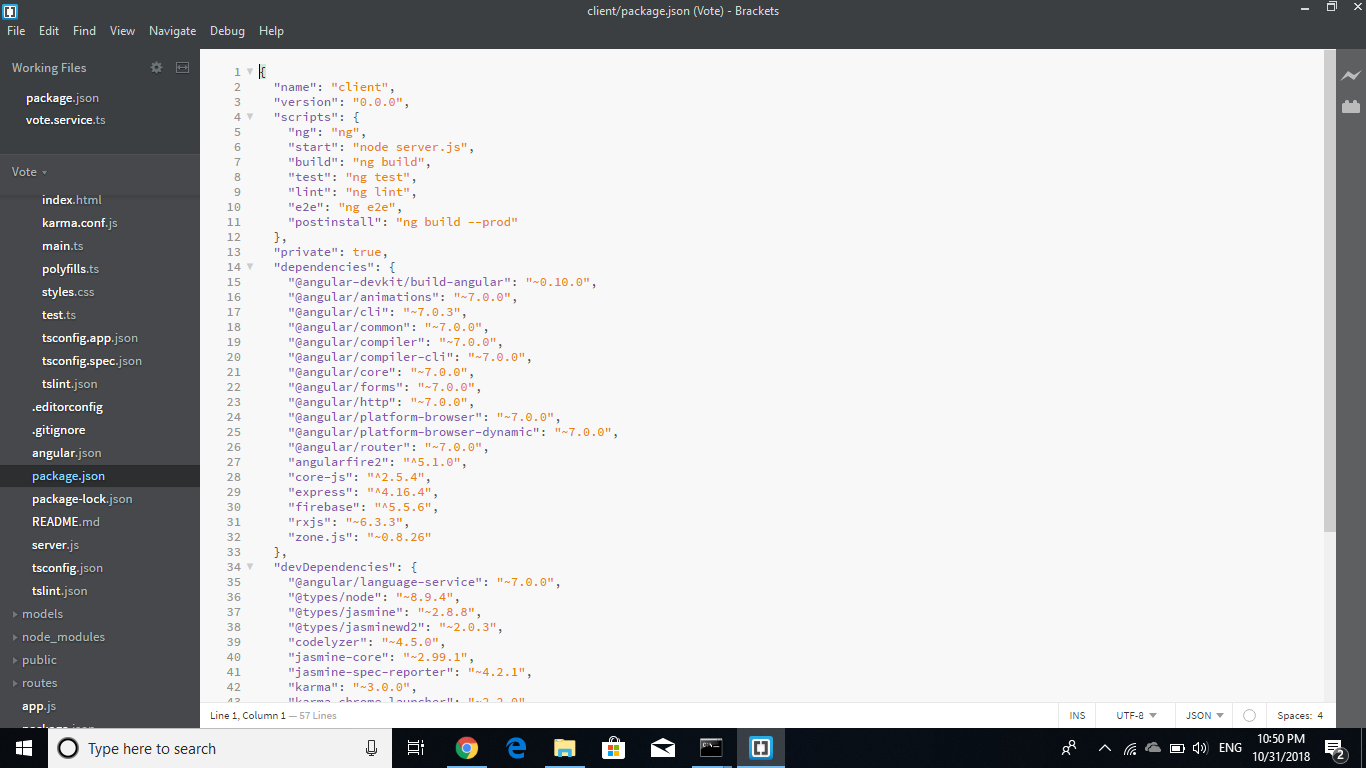 client/package.json (Vote) - Brackets
File Edit Find View Navigate Debug Help
Working Files
package.json
vote.service.ts
Vote
index.html
karma.conf.js
main.ts
polyfills.ts
styles.css
test.ts
tsconfig.app.json
tsconfig.spec.json
tslint.json
.editorconfig
.gitignore
angular.json
package.json
package-lock.json
README.md
server.js
tsconfig.json
tslint.json
models
node_modules
public
routes
app.js
package.json
1 {
2 "name": "client",
3 "version": "0.0.0",
4 "scripts": {
5 "ng": "ng",
6 "start": "node server.js",
7 "build": "ng build",
8 "test": "ng test",
9 "lint": "ng lint",
10 "e2e": "ng e2e",
11 "postinstall": "ng build --prod"
12 },
13 "private": true,
14 "dependencies": {
15 "@angular-devkit/build-angular": "~0.10.0",
16 "@angular/animations": "~7.0.0",
17 "@angular/cli": "~7.0.3",
18 "@angular/common": "~7.0.0",
19 "@angular/compiler": "~7.0.0",
20 "@angular/compiler-cli": "~7.0.0",
21 "@angular/core": "~7.0.0",
22 "@angular/forms": "~7.0.0",
23 "@angular/http": "~7.0.0",
24 "@angular/platform-browser": "~7.0.0",
25 "@angular/platform-browser-dynamic": "~7.0.0",
26 "@angular/router": "~7.0.0",
27 "angularfire2": "^5.1.0",
28 "core-js": "^2.5.4",
29 "express": "^4.16.4",
30 "firebase": "^5.5.6",
31 "rxjs": "~6.3.3",
32 "zone.js": "~0.8.26"
33 },
34 "devDependencies": {
35 "@angular/language-service": "~7.0.0",
36 "@types/node": "~8.9.4",
37 "@types/jasmine": "~2.8.8",
38 "@types/jasminewd2": "~2.0.3",
39 "codelyzer": "~4.5.0",
40 "jasmine-core": "~2.99.1",
41 "jasmine-spec-reporter": "~4.2.1",
42 "karma": "~3.0.0",
43 "karma-chrome-launcher": "~2.2.0",
Line 1, Column 1 — 57 Lines
INS UTF-8 JSON Spaces: 4
Type here to search
ENG
10:50 PM
10/31/2018
2